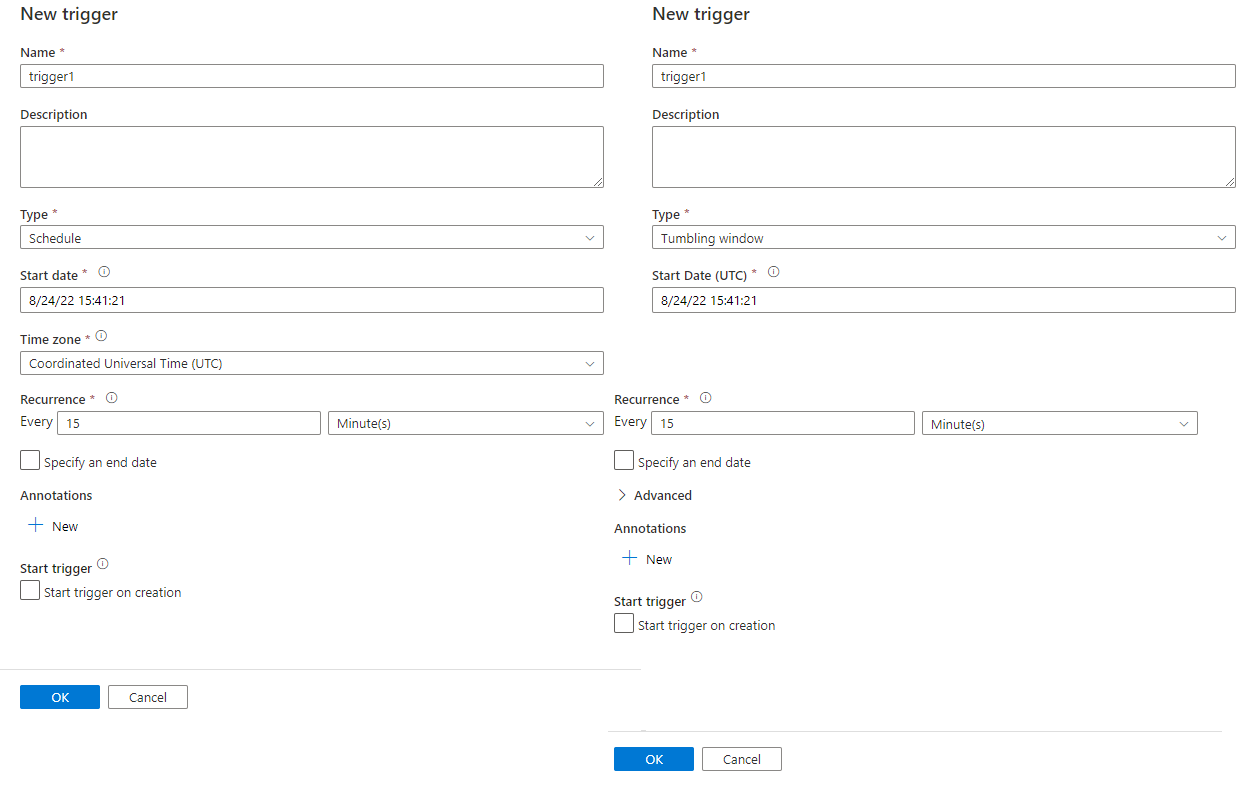 New trigger
Name *
trigger1
Description
Type *
Schedule
Start date *
8/24/22 15:41:21
Time zone *
Coordinated Universal Time (UTC)
Recurrence *
Every 15 Minute(s)
Specify an end date
Annotations
New
Start trigger
Start trigger on creation
OK Cancel
New trigger
Name *
trigger1
Description
Type *
Tumbling window
Start Date (UTC) *
8/24/22 15:41:21
Recurrence *
Every 15 Minute(s)
Specify an end date
Advanced
Annotations
New
Start trigger
Start trigger on creation
OK Cancel